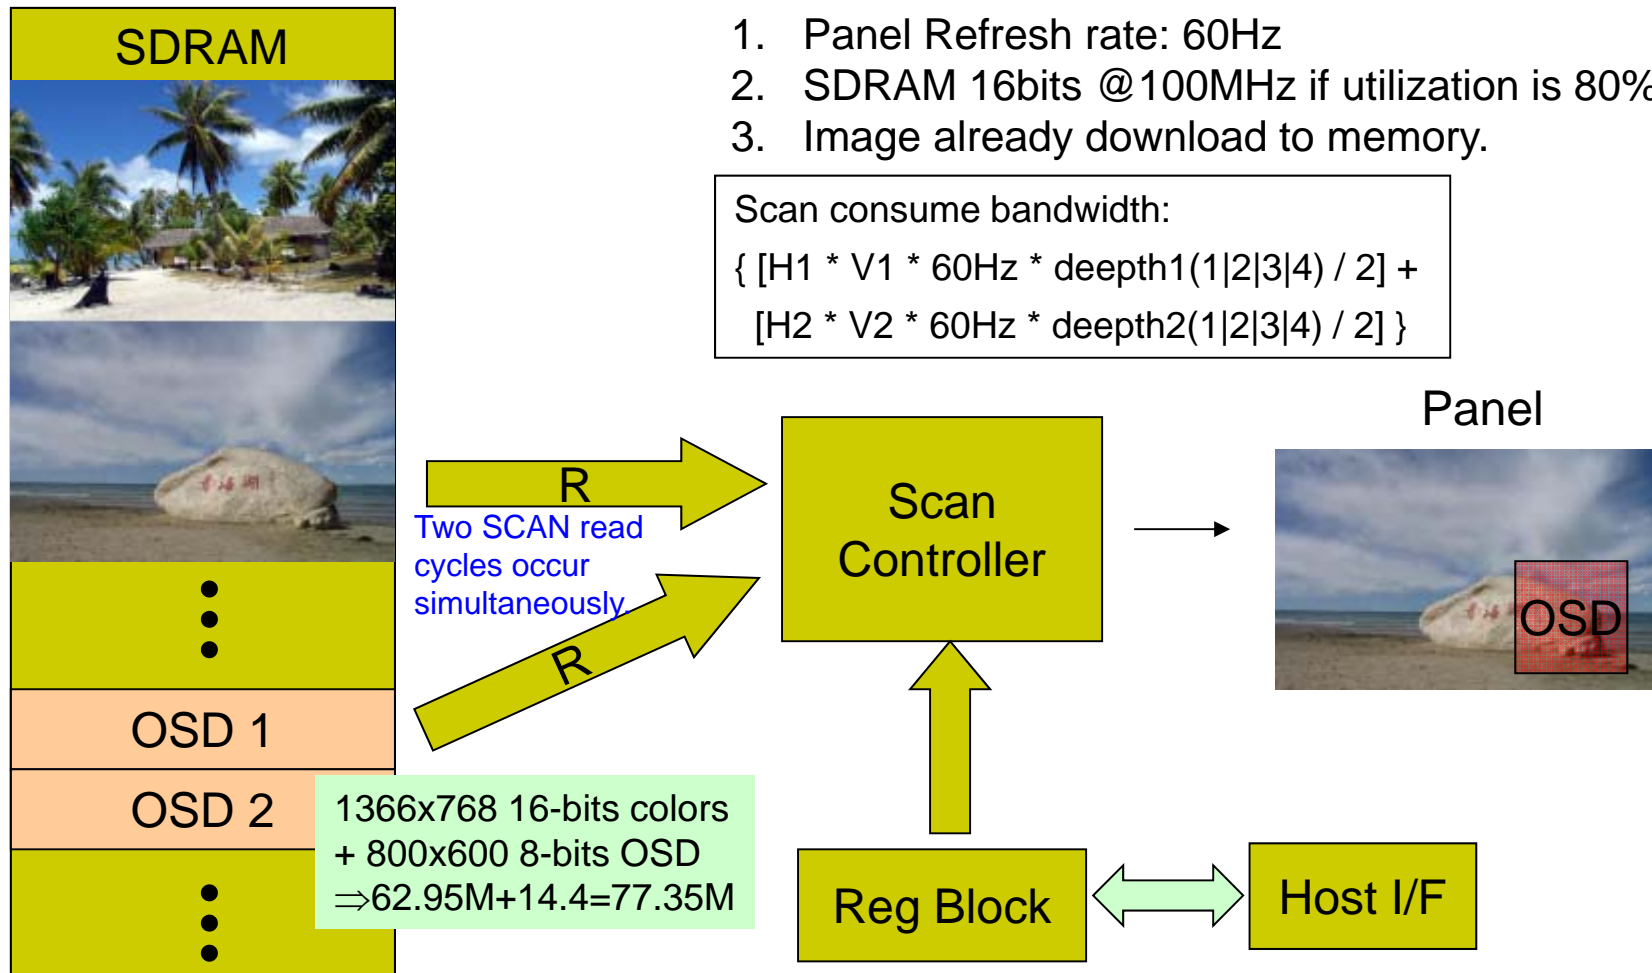 SDRAM
1. Panel Refresh rate: 60Hz
2. SDRAM 16bits @100MHz if utilization is 80%
3. Image already download to memory.
Scan consume bandwidth:
{ [H1 * V1 * 60Hz * deepth1(1|2|3|4) / 2] +
[H2 * V2 * 60Hz * deepth2(1|2|3|4) / 2] }
Panel
R
Two SCAN read
cycles occur
simultaneously.
R
Scan
Controller
OSD
OSD 1
OSD 2
1366x768 16-bits colors
+ 800x600 8-bits OSD
⇒62.95M+14.4=77.35M
Reg Block
Host I/F